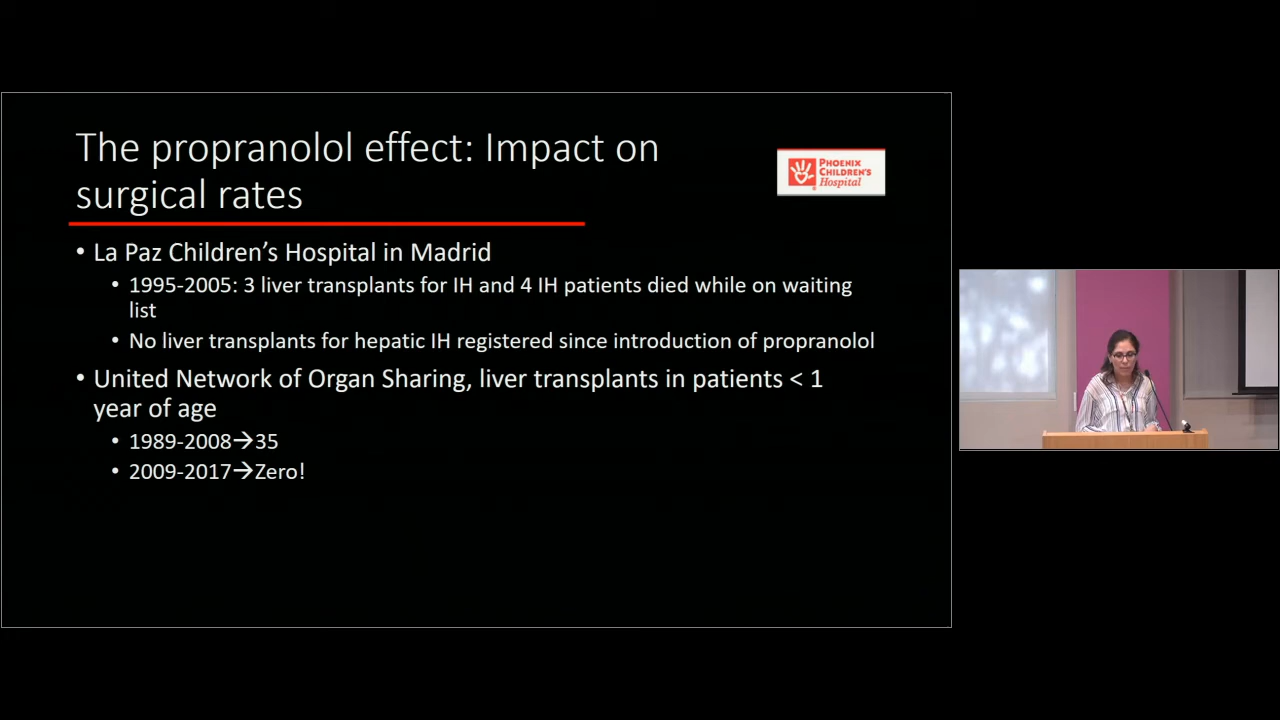 The propranolol effect: Impact on
surgical rates
PHOENIX
CHILDREN'S
Hospital
• La Paz Children's Hospital in Madrid
• 1995-2005: 3 liver transplants for IH and 4 IH patients died while on waiting
list
• No liver transplants for hepatic IH registered since introduction of propranolol
• United Network of Organ Sharing, liver transplants in patients < 1
year of age
• 1989-2008→35
• 2009-2017→Zero!